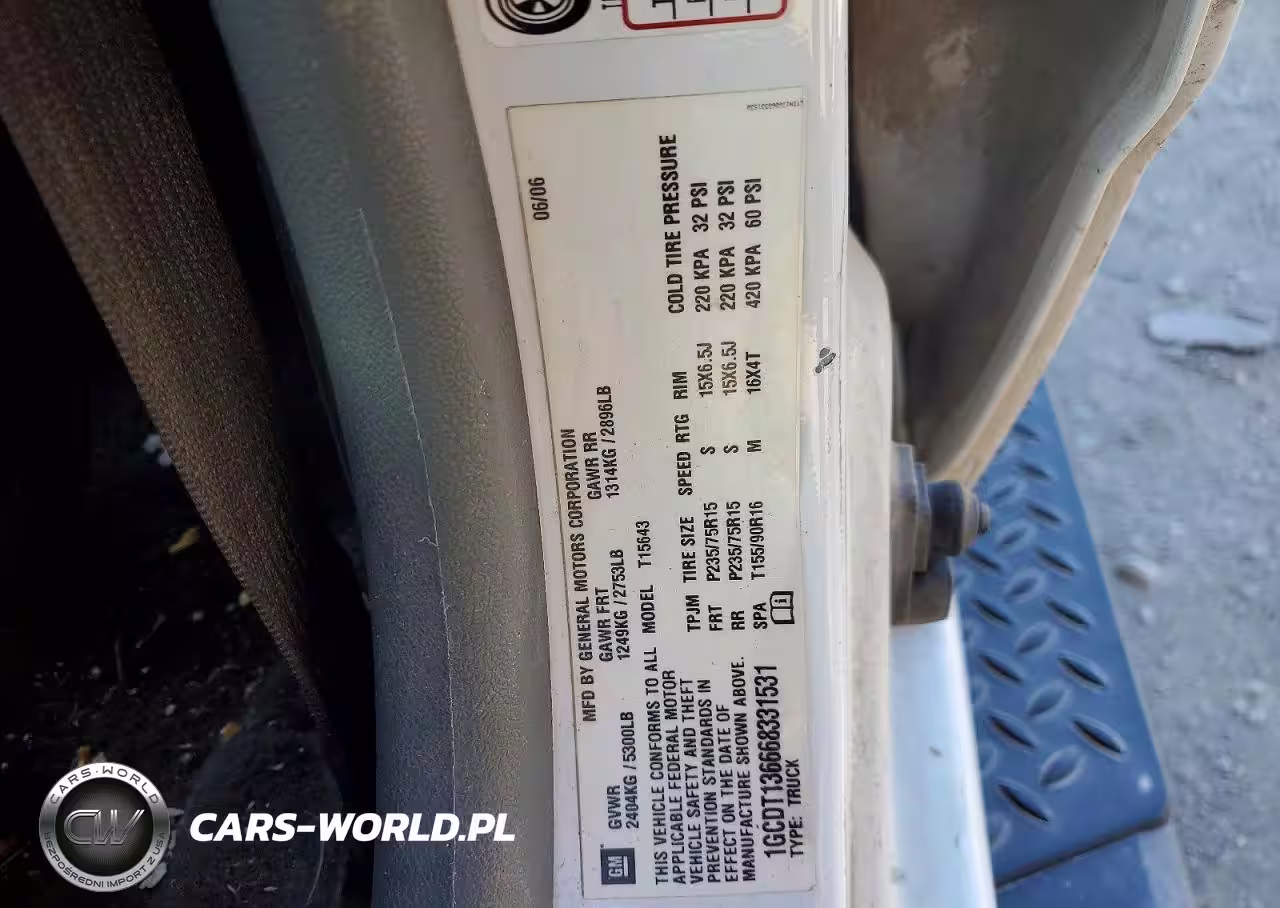 06/06
MFD BY GENERAL MOTORS CORPORATION
GVWR GAWR FRT GAWR RR
2404KG / 5300LB 1249KG / 2753LB 1314KG / 2896LB
THIS VEHICLE CONFORMS TO ALL
APPLICABLE FEDERAL MOTOR
VEHICLE SAFETY AND THEFT
PREVENTION STANDARDS IN
EFFECT ON THE DATE OF
MANUFACTURE SHOWN ABOVE.
MODEL T15643
TPJM TIRE SIZE SPEED RTG RIM COLD TIRE PRESSURE
FRT P235/75R15 S 15X6.5J 220 KPA 32 PSI
RR P235/75R15 S 15X6.5J 220 KPA 32 PSI
SPA T155/90R16 M 16X4T 420 KPA 60 PSI
1GCDT136668331531
TYPE: TRUCK
GM
CARS-WORLD
CW
BEZPOŚREDNI IMPORT Z USA
CARS-WORLD.PL